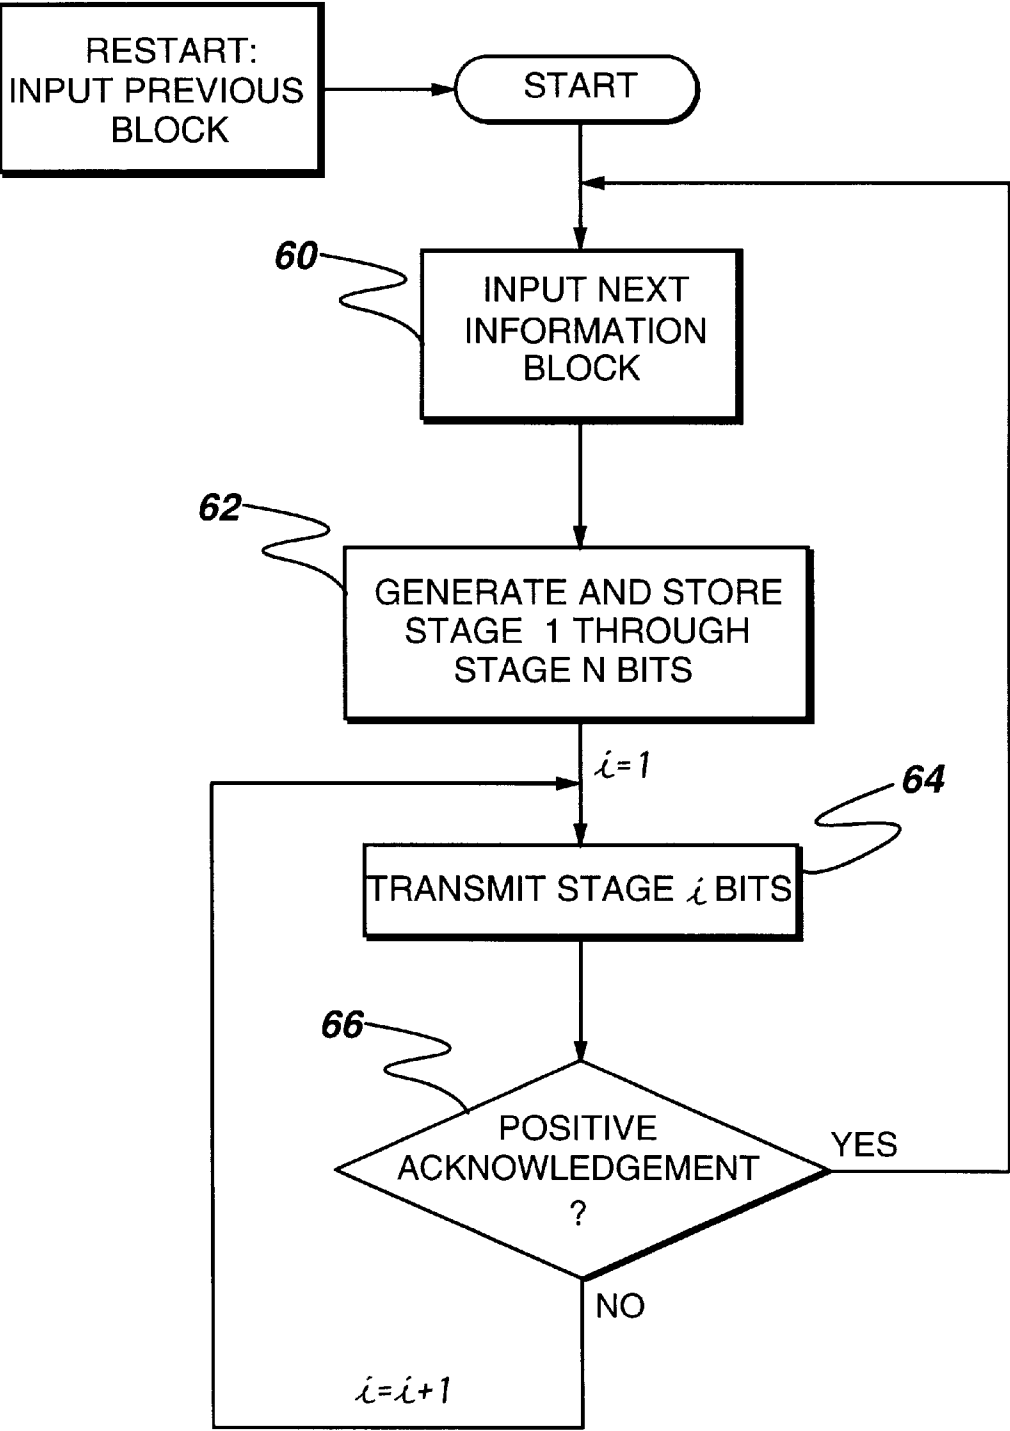 RESTART:
INPUT PREVIOUS
BLOCK
START
60
INPUT NEXT
INFORMATION
BLOCK
62
GENERATE AND STORE
STAGE 1 THROUGH
STAGE N BITS
i=1
64
TRANSMIT STAGE i BITS
66
POSITIVE
ACKNOWLEDGEMENT
?
YES
NO
i=i+1